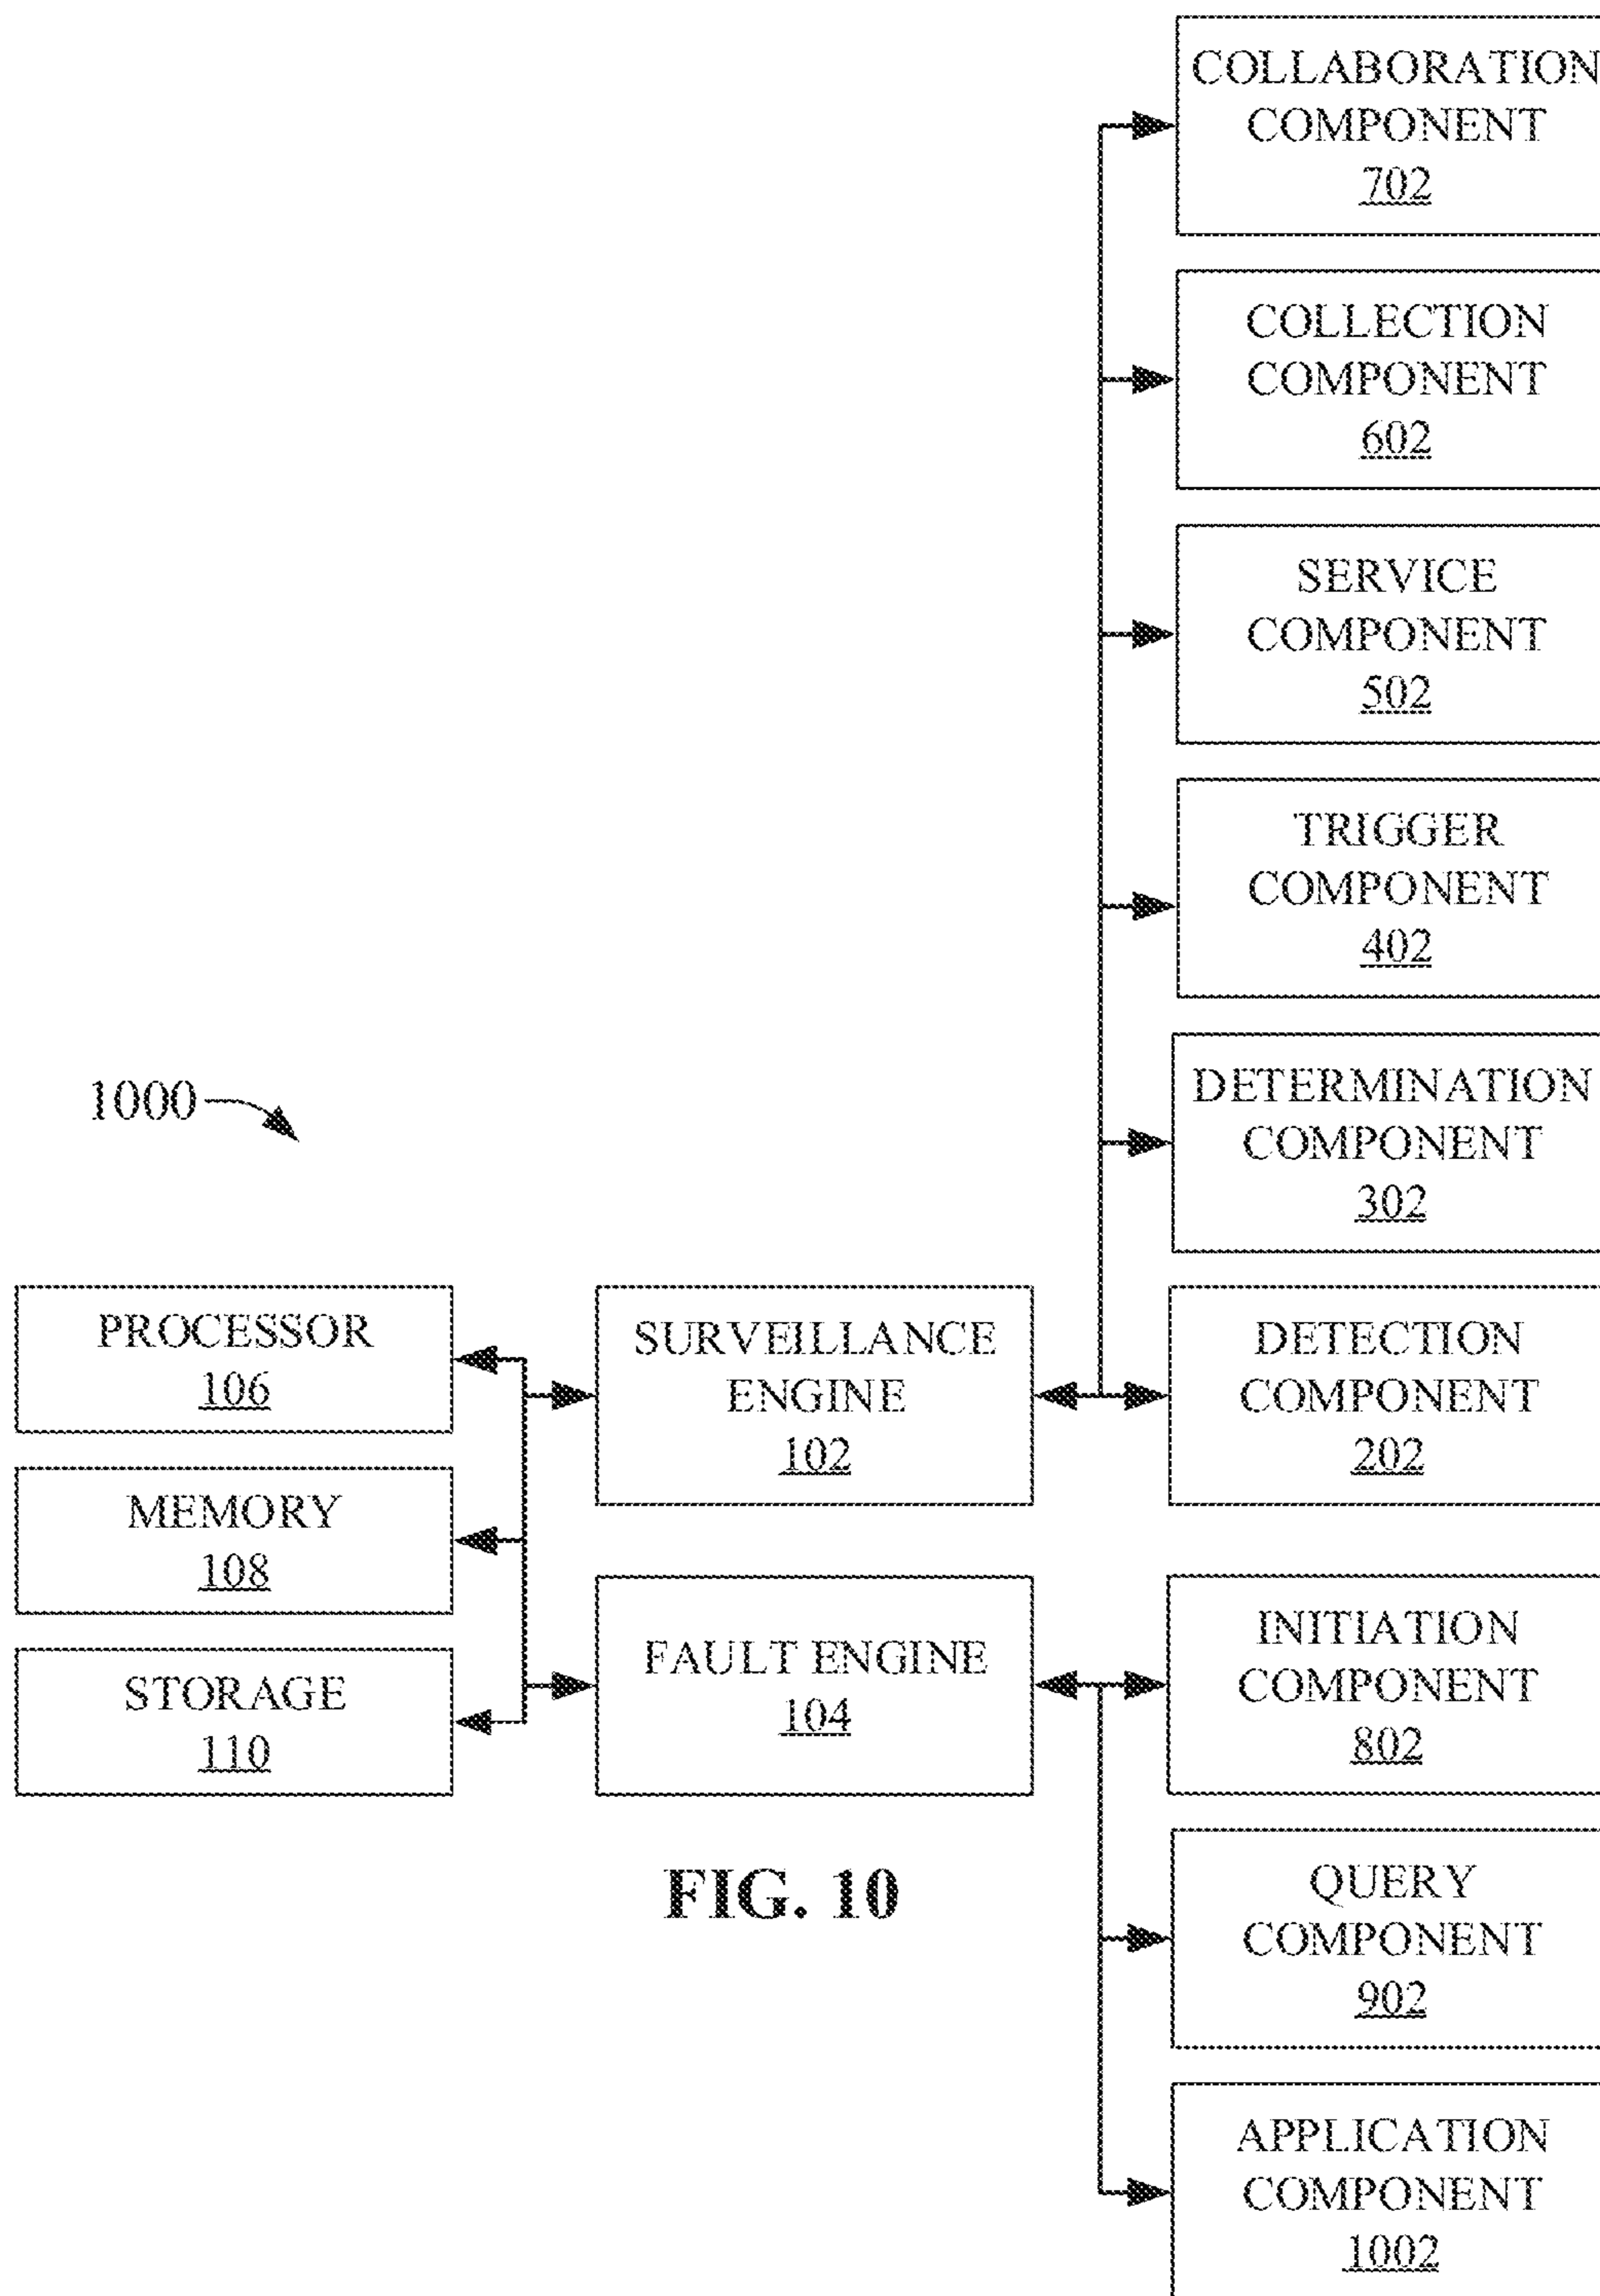 COLLABORATION
COMPONENT
702
COLLECTION
COMPONENT
602
SERVICE
COMPONENT
502
TRIGGER
COMPONENT
402
DETERMINATION
COMPONENT
302
1000
PROCESSOR
106
SURVEILLANCE
ENGINE
102
DETECTION
COMPONENT
202
MEMORY
108
STORAGE
110
FAULT ENGINE
104
INITIATION
COMPONENT
802
FIG. 10
QUERY
COMPONENT
902
APPLICATION
COMPONENT
1002